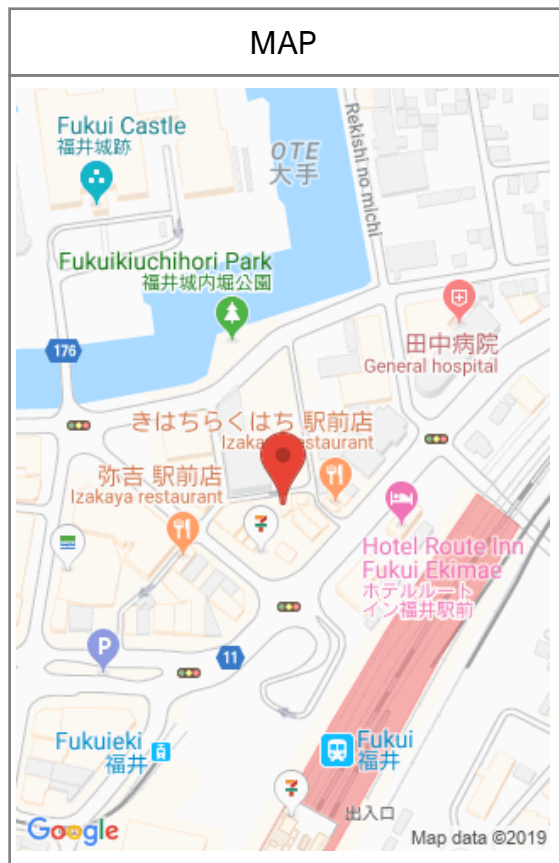 MAP
Fukui Castle
福井城跡
OTE
大手
Rekishi no michi
Fukuikiuchihori Park
福井城内堀公園
176
田中病院
General hospital
きはちらくはち 駅前店
restaurant
弥吉 駅前店
Izakaya restaurant
7
Hotel Route Inn
Fukui Ekimae
ホテルルート
イン福井駅前
P
11
Fukuieki
福井
Fukui
福井
7
出入口
Google
Map data ©2019